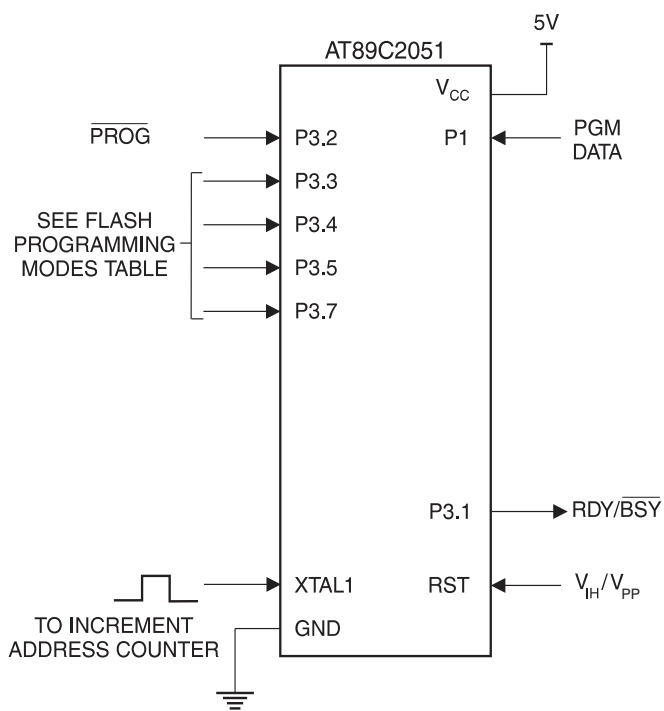 5V
AT89C2051
VCC
PROG
P3.2
P1
PGM
DATA
P3.3
SEE FLASH
PROGRAMMING
MODES TABLE
P3.4
P3.5
P3.7
P3.1
RDY/BSY
XTAL1
RST
VIH/VPP
TO INCREMENT
ADDRESS COUNTER
GND